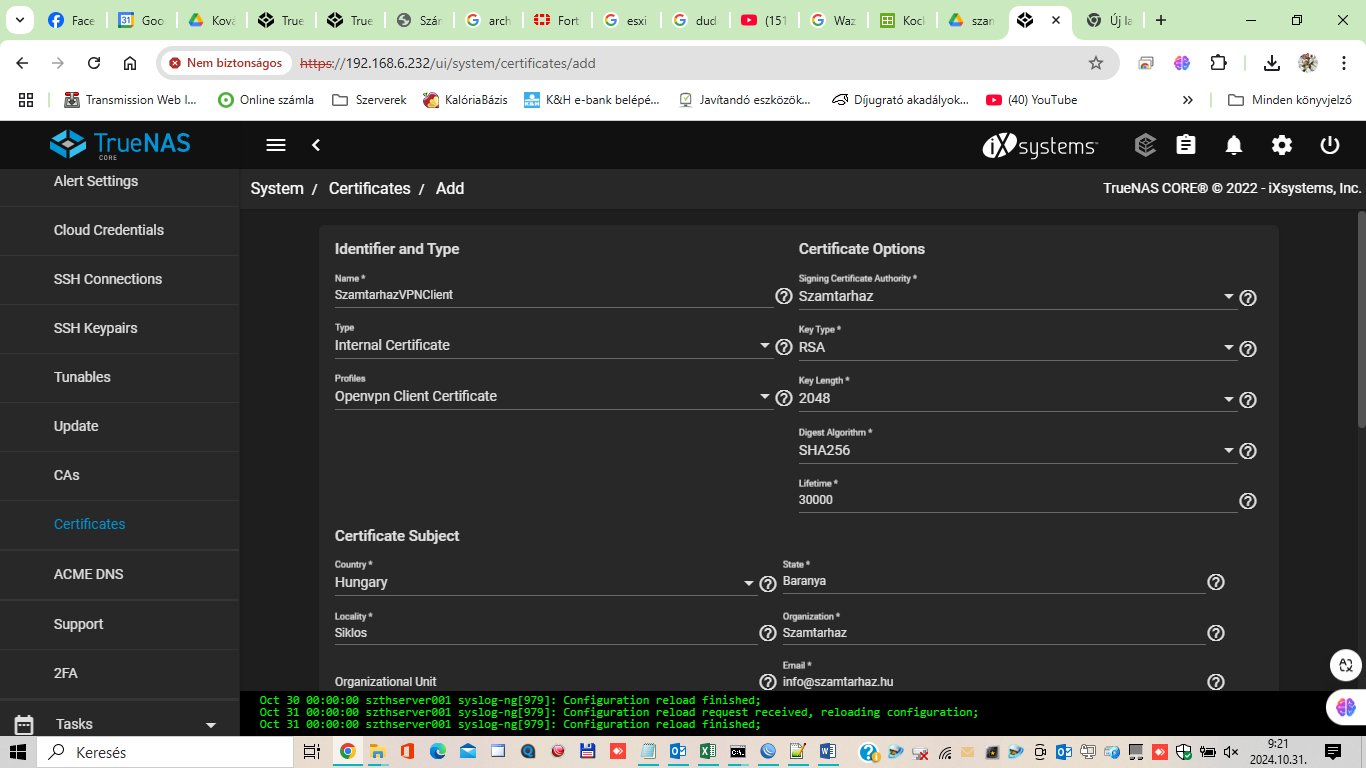 Face
Goo
Ková
True
True
Szár
arch
Fort
esxi
dud
(151
Waz
Kock
szar
Új la
Nem biztonságos
https://192.168.6.232/ui/system/certificates/add
Transmission Web I...
Online számla
Szerverek
KalóriaBázis
K&H e-bank belépé...
Javítandó eszközök...
Díjugrató akadályok...
(40) YouTube
Minden könyvjelző
TrueNAS
CORE
iXsystems
System / Certificates / Add
TrueNAS CORE® © 2022 - iXsystems, Inc.
Alert Settings
Cloud Credentials
SSH Connections
SSH Keypairs
Tunables
Update
CAs
Certificates
ACME DNS
Support
2FA
Tasks
Identifier and Type
Name *
SzamtarhazVPNClient
Type
Internal Certificate
Profiles
Openvpn Client Certificate
Certificate Options
Signing Certificate Authority *
Szamtarhaz
Key Type *
RSA
Key Length *
2048
Digest Algorithm *
SHA256
Lifetime *
30000
Certificate Subject
Country *
Hungary
State *
Baranya
Locality *
Siklos
Organization *
Szamtarhaz
Organizational Unit
Email *
info@szamtarhaz.hu
Oct 30 00:00:00 szthserver001 syslog-ng[979]: Configuration reload finished;
Oct 31 00:00:00 szthserver001 syslog-ng[979]: Configuration reload request received, reloading configuration;
Oct 31 00:00:00 szthserver001 syslog-ng[979]: Configuration reload finished;
Keresés
9:21
2024.10.31.